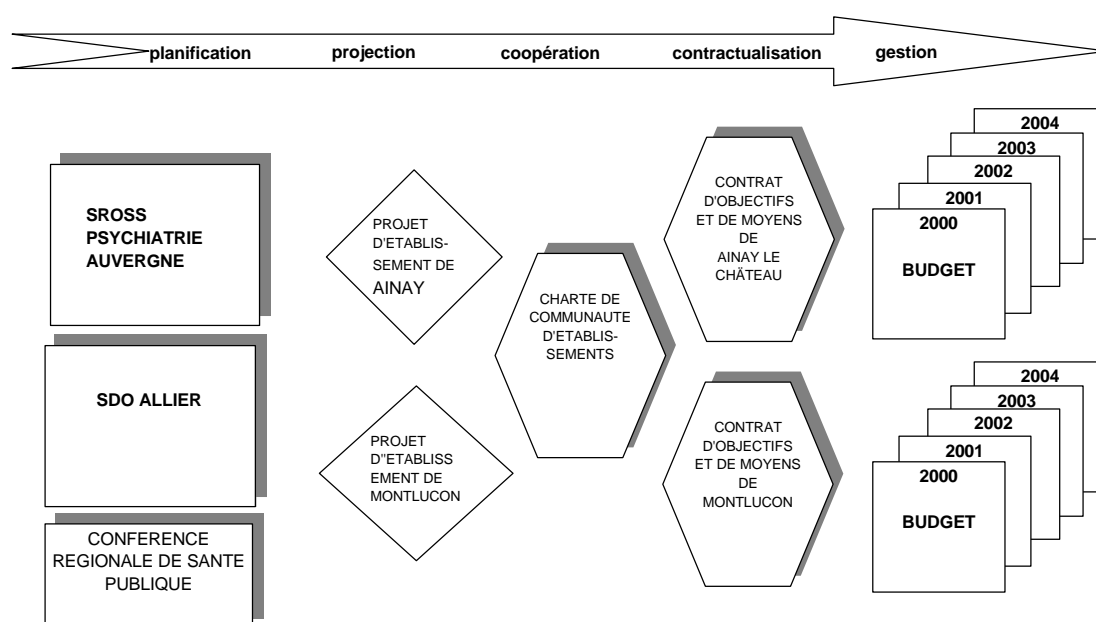 planification projection coopération contractualisation gestion
SROSS
PSYCHIATRIE
AUVERGNE
SDO ALLIER
CONFERENCE
REGIONALE DE SANTE
PUBLIQUE
PROJET
D'ETABLIS-
SEMENT DE
AINAY
PROJET
D"ETABLISS
EMENT DE
MONTLUCON
CHARTE DE
COMMUNAUTE
D'ETABLIS-
SEMENTS
CONTRAT
D'OBJECTIFS
ET DE MOYENS
DE
AINAY LE
CHÄTEAU
CONTRAT
D'OBJECTIFS
ET DE MOYENS
DE
MONTLUCON
2004
2003
2002
2001
2000
BUDGET
2004
2003
2002
2001
2000
BUDGET